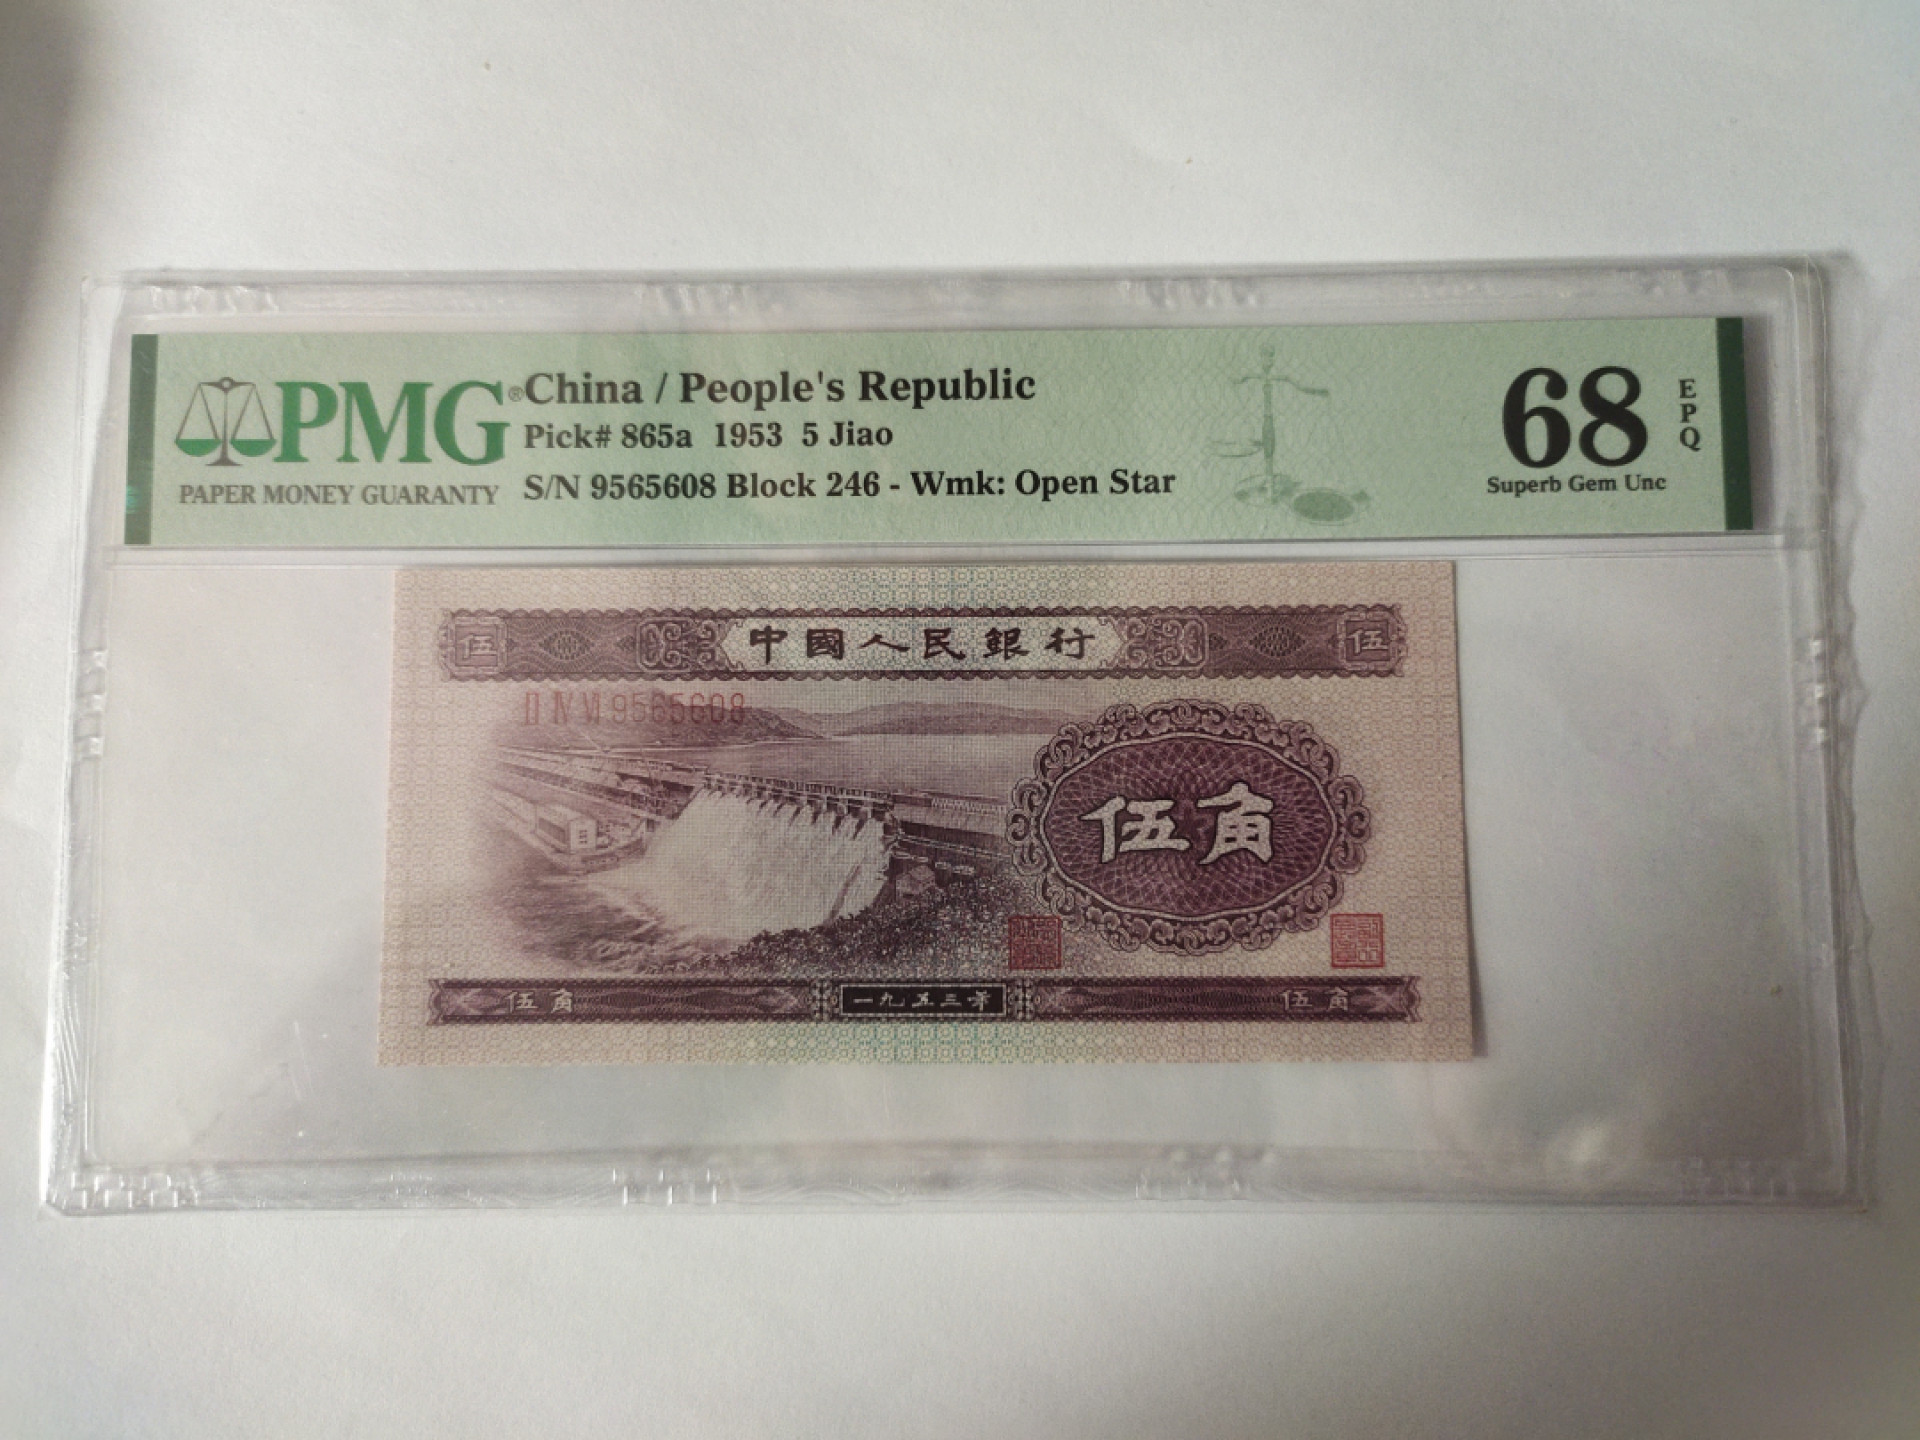 PMG®
PAPER MONEY GUARANTY
China / People's Republic
Pick# 865a 1953 5 Jiao
S/N 9565608 Block 246 - Wmk: Open Star
68 EPQ
Superb Gem Unc
伍 中國人民銀行 伍
II IV VI 9565608
伍角
伍角 一九五三年 伍角